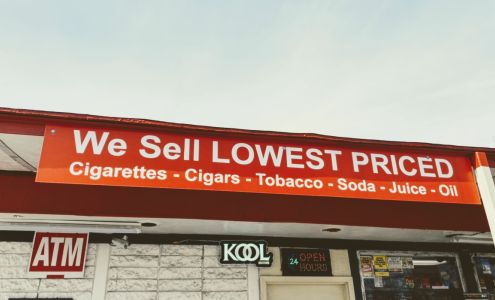 We Sell LOWEST PRICED
Cigarettes - Cigars - Tobacco - Soda - Juice - Oil
ATM
KOOL
24 OPEN
HOURS